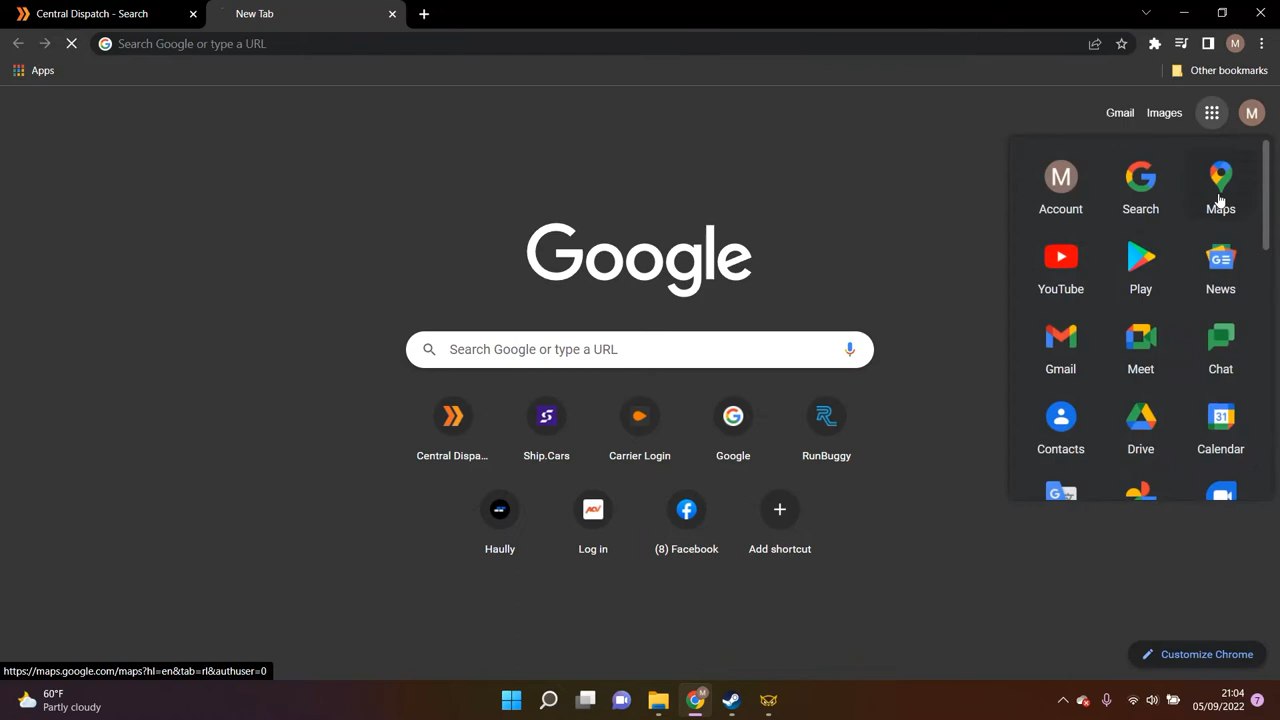 Central Dispatch - Search
New Tab
Search Google or type a URL
M
Apps
Other bookmarks
Gmail
Images
M
M
Account
Search
Maps
YouTube
Play
News
GE
Gmail
Meet
Chat
Contacts
Drive
31
Calendar
Google
Search Google or type a URL
Central Dispa...
Ship.Cars
Carrier Login
Google
RunBuggy
Haully
Log in
(8) Facebook
Add shortcut
Customize Chrome
https://maps.google.com/maps?hl=en&tab=rl&authuser=0
60°F
Partly cloudy
21:04
05/09/2022
7